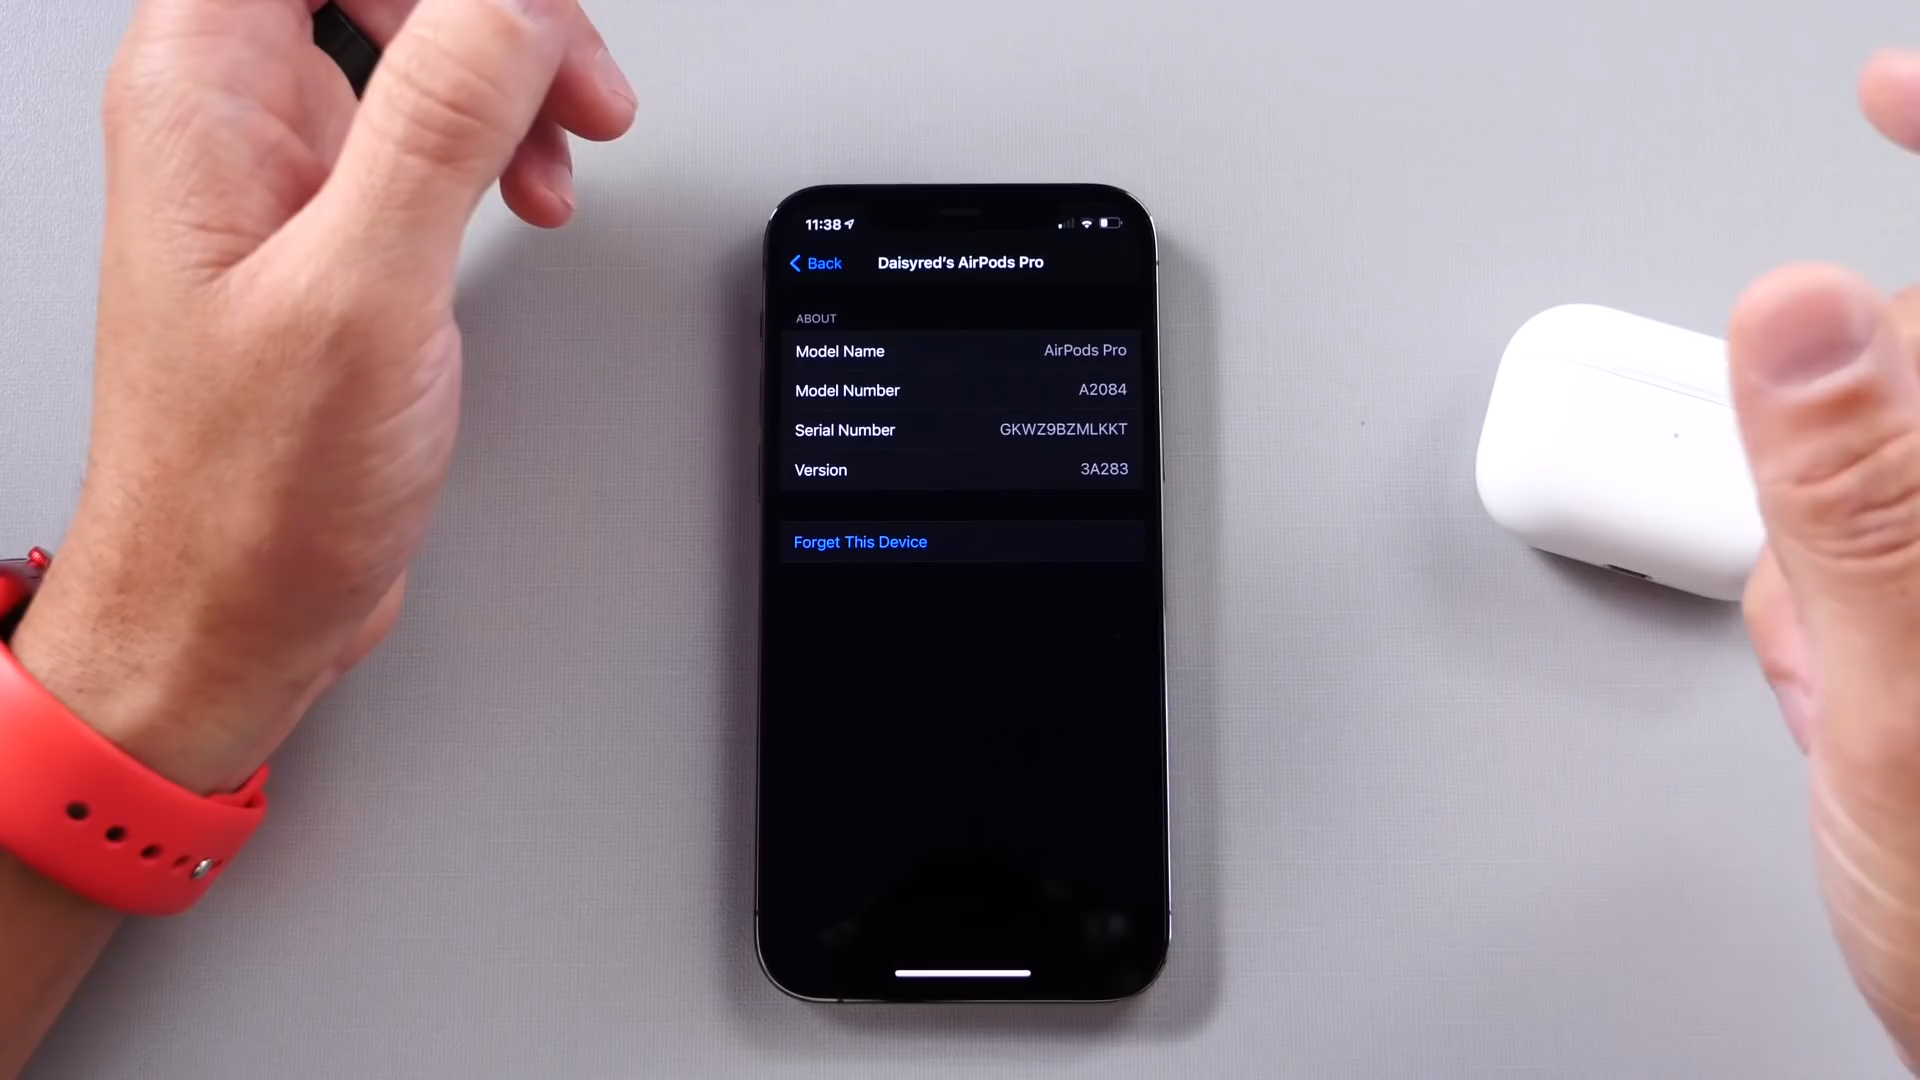 11:38
Back Daisyred's AirPods Pro
ABOUT
Model Name AirPods Pro
Model Number A2084
Serial Number GKWZ9BZMLKKT
Version 3A283
Forget This Device